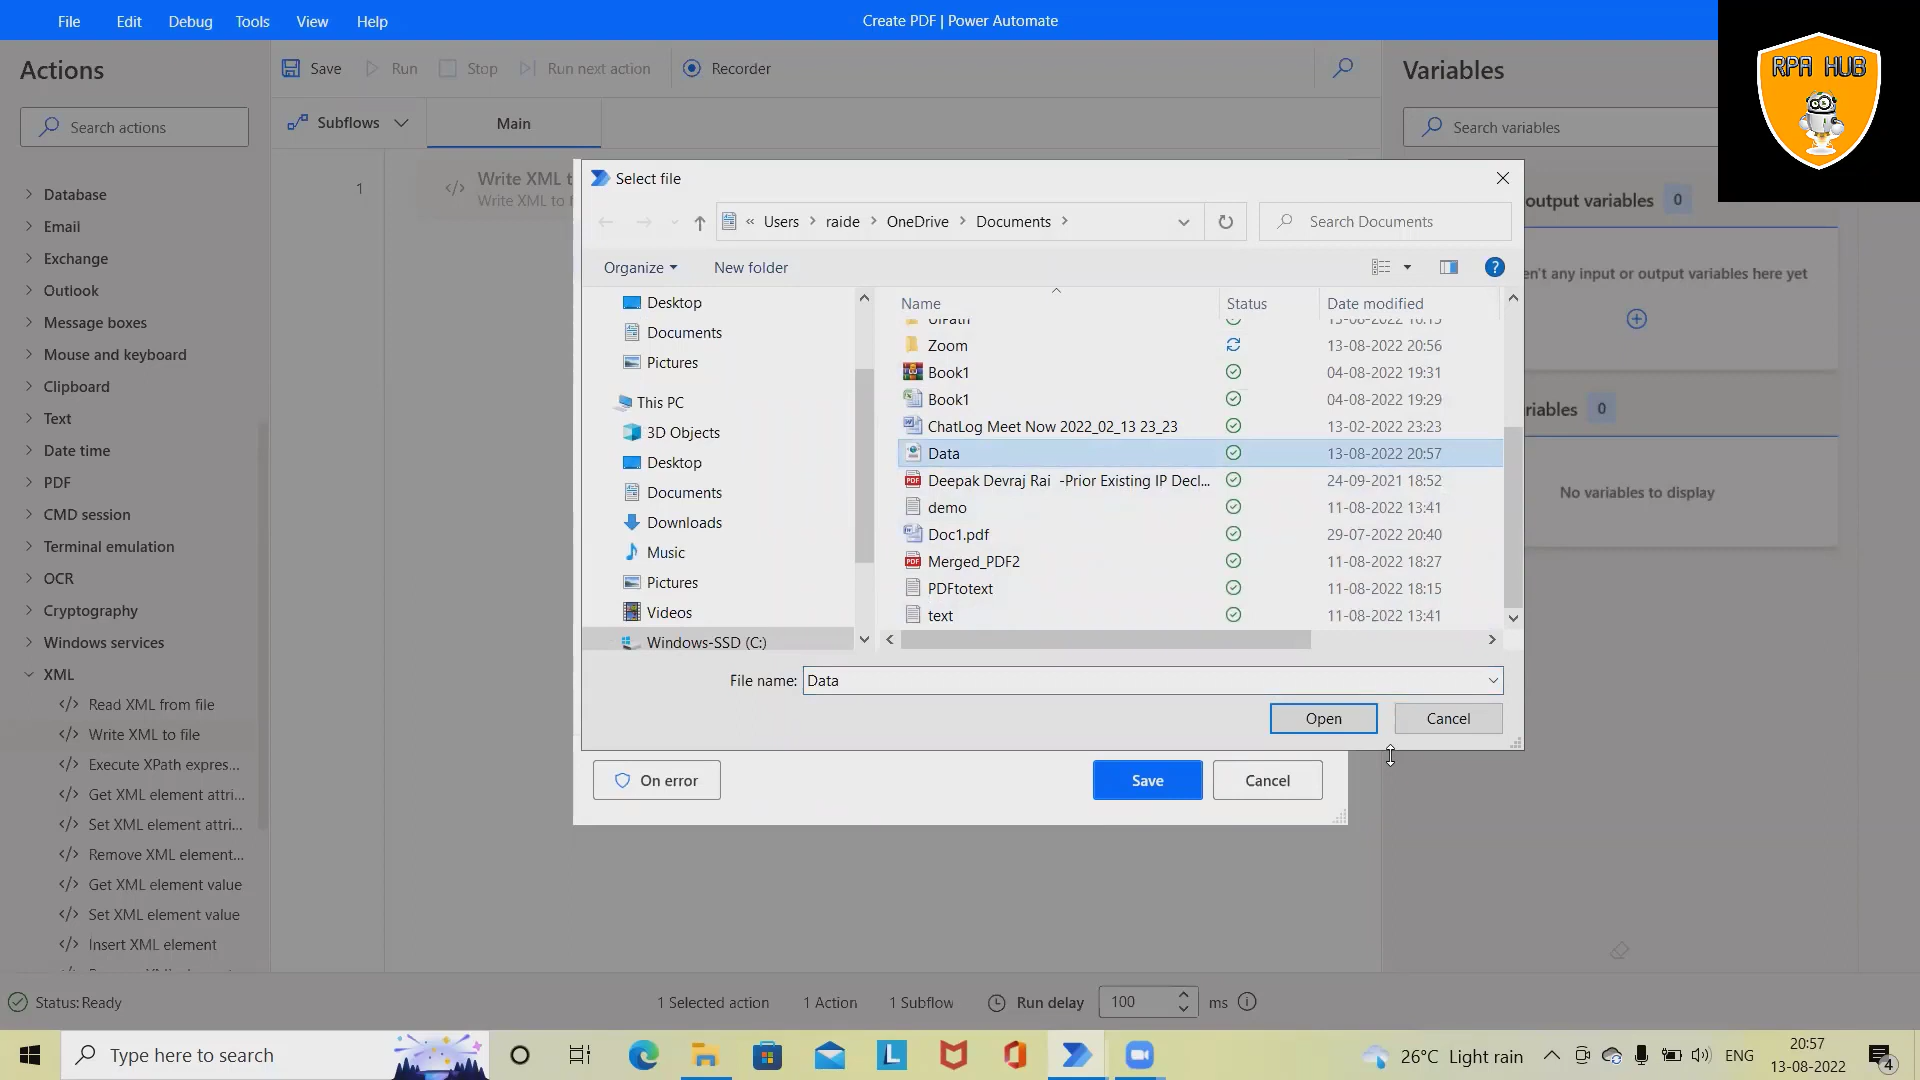 File Edit Debug Tools View Help
Create PDF | Power Automate
RPA HUB
Actions
Search actions
Database
Email
Exchange
Outlook
Message boxes
Mouse and keyboard
Clipboard
Text
Date time
PDF
CMD session
Terminal emulation
OCR
Cryptography
Windows services
XML
Read XML from file
Write XML to file
Execute XPath expres...
Get XML element attri...
Set XML element attri...
Remove XML element...
Get XML element value
Set XML element value
Insert XML element
Save Run Stop Run next action Recorder
Subflows Main
1
Write XML t
Write XML to
Select file
« Users > raide > OneDrive > Documents >
Search Documents
Organize New folder
Desktop
Documents
Pictures
This PC
3D Objects
Desktop
Documents
Downloads
Music
Pictures
Videos
Windows-SSD (C:)
Name Status Date modified
UiPath 13-08-2022 16:15
Zoom 13-08-2022 20:56
Book1 04-08-2022 19:31
Book1 04-08-2022 19:29
ChatLog Meet Now 2022_02_13 23_23 13-02-2022 23:23
Data 13-08-2022 20:57
Deepak Devraj Rai -Prior Existing IP Decl... 24-09-2021 18:52
demo 11-08-2022 13:41
Doc1.pdf 29-07-2022 20:40
Merged_PDF2 11-08-2022 18:27
PDFtotext 11-08-2022 18:15
text 11-08-2022 13:41
File name: Data
Open Cancel
On error Save Cancel
Variables
Search variables
output variables 0
n't any input or output variables here yet
riables 0
No variables to display
Status: Ready 1 Selected action 1 Action 1 Subflow Run delay 100 ms
Type here to search
26°C Light rain
ENG
20:57
13-08-2022
4